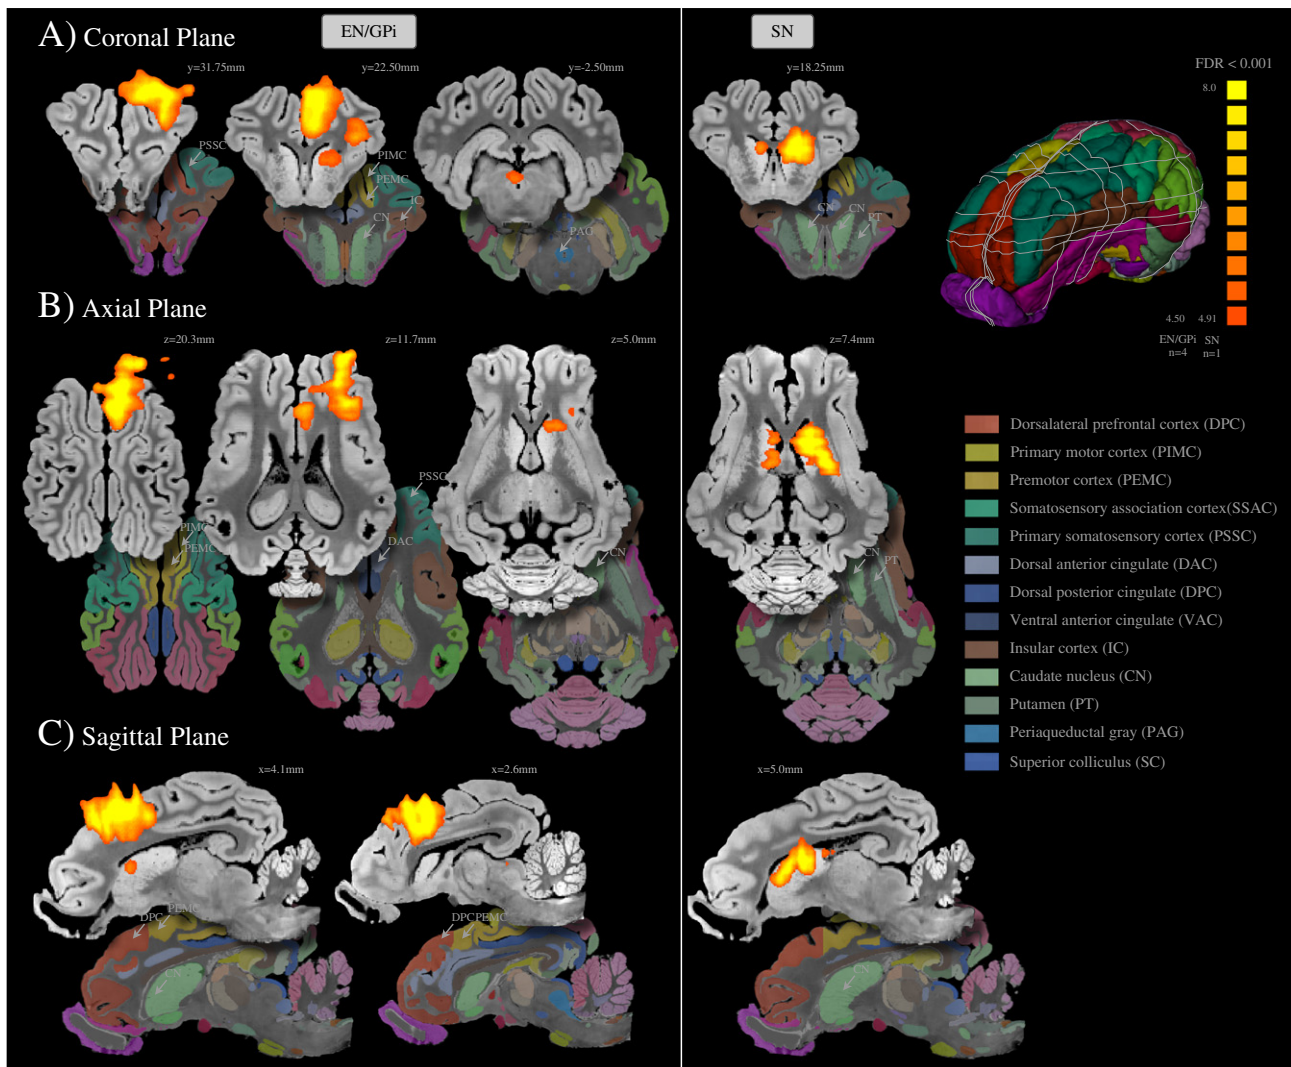 A) Coronal Plane
EN/GPi
SN
y=31.75mm
y=22.50mm
y=-2.50mm
y=18.25mm
PSSC
PIMC
PEMC
IC
CN
PAG
CN
CN
PT
FDR < 0.001
8.0
4.50 4.91
EN/GPi SN
n=4 n=1
B) Axial Plane
z=20.3mm
z=11.7mm
z=5.0mm
z=7.4mm
PIMC
PEMC
PSSC
DAC
CN
CN
PT
Dorsalateral prefrontal cortex (DPC)
Primary motor cortex (PIMC)
Premotor cortex (PEMC)
Somatosensory association cortex(SSAC)
Primary somatosensory cortex (PSSC)
Dorsal anterior cingulate (DAC)
Dorsal posterior cingulate (DPC)
Ventral anterior cingulate (VAC)
Insular cortex (IC)
Caudate nucleus (CN)
Putamen (PT)
Periaqueductal gray (PAG)
Superior colliculus (SC)
C) Sagittal Plane
x=4.1mm
x=2.6mm
x=5.0mm
DPC
PEMC
CN
DPC
PEMC
CN